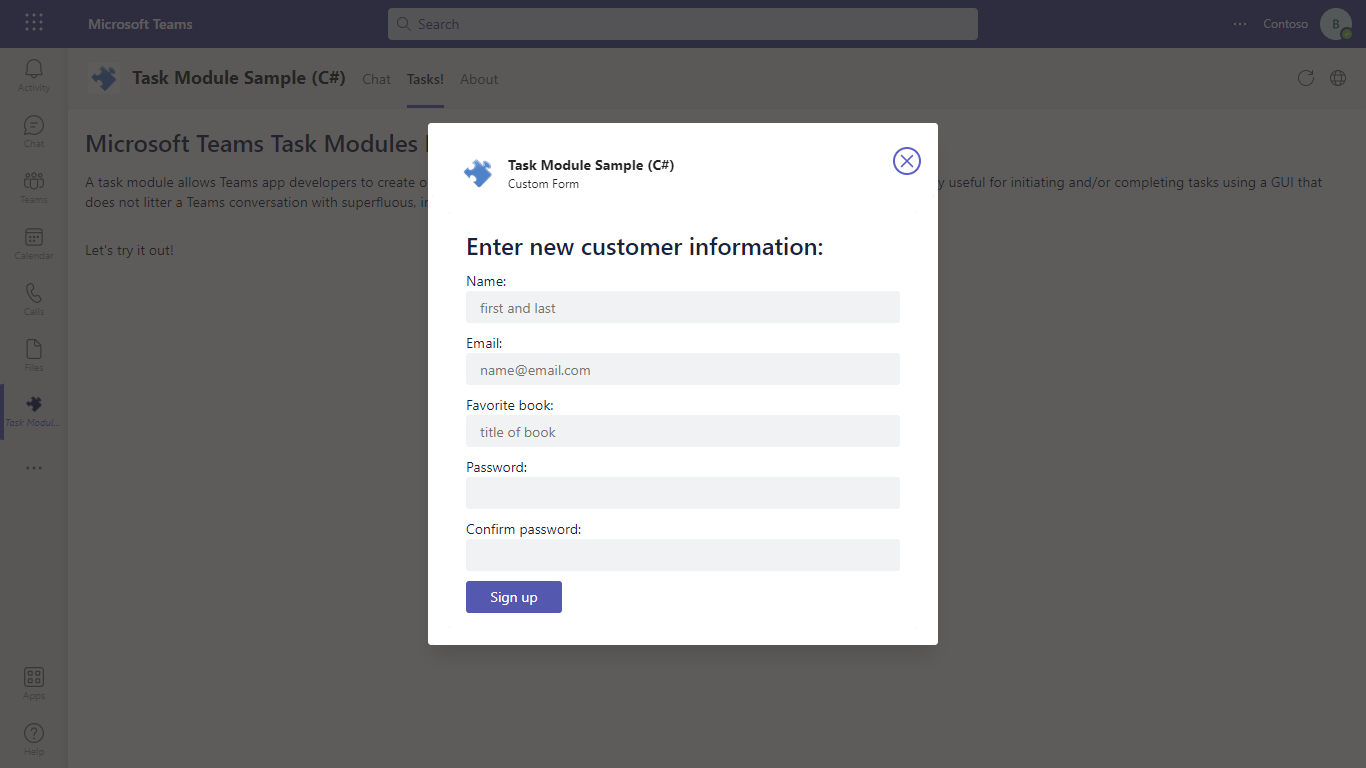 Microsoft Teams
Search
Contoso
B
Activity
Chat
Teams
Calendar
Calls
Files
Task Modul...
Apps
Help
Task Module Sample (C#)
Chat
Tasks!
About
Microsoft Teams Task Modules
A task module allows Teams app developers to create
useful for initiating and/or completing tasks using a GUI that
does not litter a Teams conversation with superfluous,
Let's try it out!
Task Module Sample (C#)
Custom Form
Enter new customer information:
Name:
first and last
Email:
name@email.com
Favorite book:
title of book
Password:
Confirm password:
Sign up